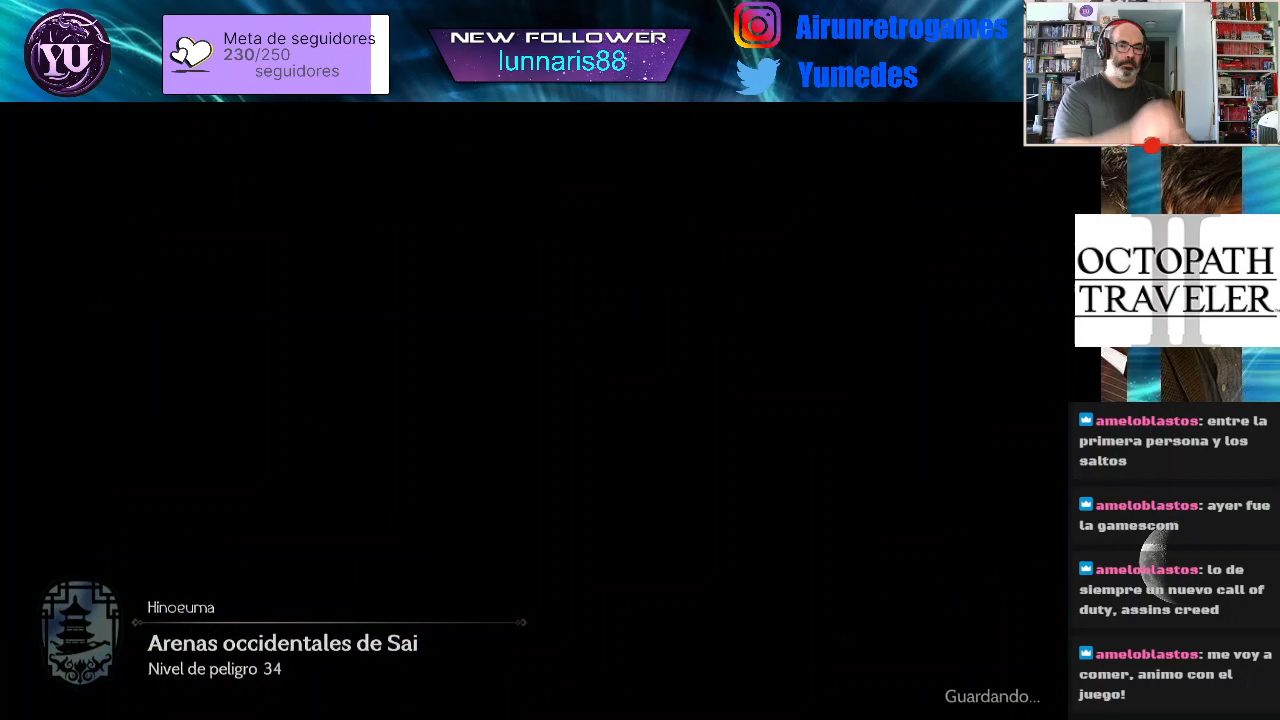 YU
Meta de seguidores
230/250
seguidores
NEW FOLLOWER
lunnaris88
Airunretrogames
Yumedes
OCTOPATH
TRAVELER
II
ameloblastos: entre la
primera persona y los
saltos
ameloblastos: ayer fue
la gamescom
ameloblastos: lo de
siempre un nuevo call of
duty, assins creed
ameloblastos: me voy a
comer, animo con el
juego!
Hinoeuma
Arenas occidentales de Sai
Nivel de peligro 34
Guardando...